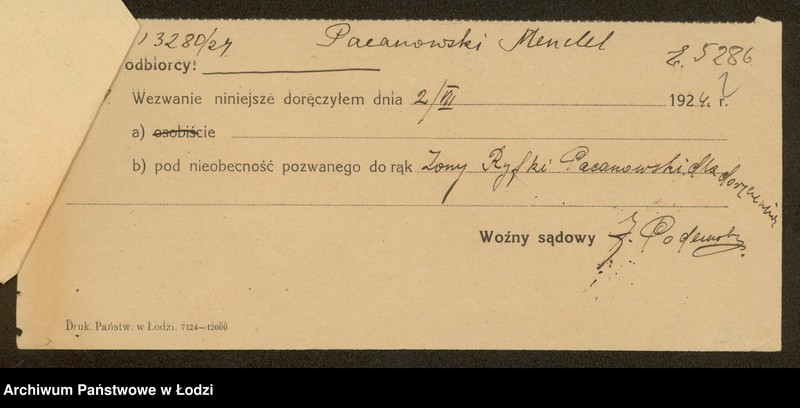 3280/24 Pacanowski Mendel Z. 5286
odbiorcy:
Wezwanie niniejsze doręczyłem dnia 2/VII 1924 r.
a) osobiście
b) pod nieobecność pozwanego do rąk Żony Ryfki Pacanowski dla doręczenia
Woźny sądowy
Druk. Państw. w Łodzi. 7124—12000
Archiwum Państwowe w Łodzi